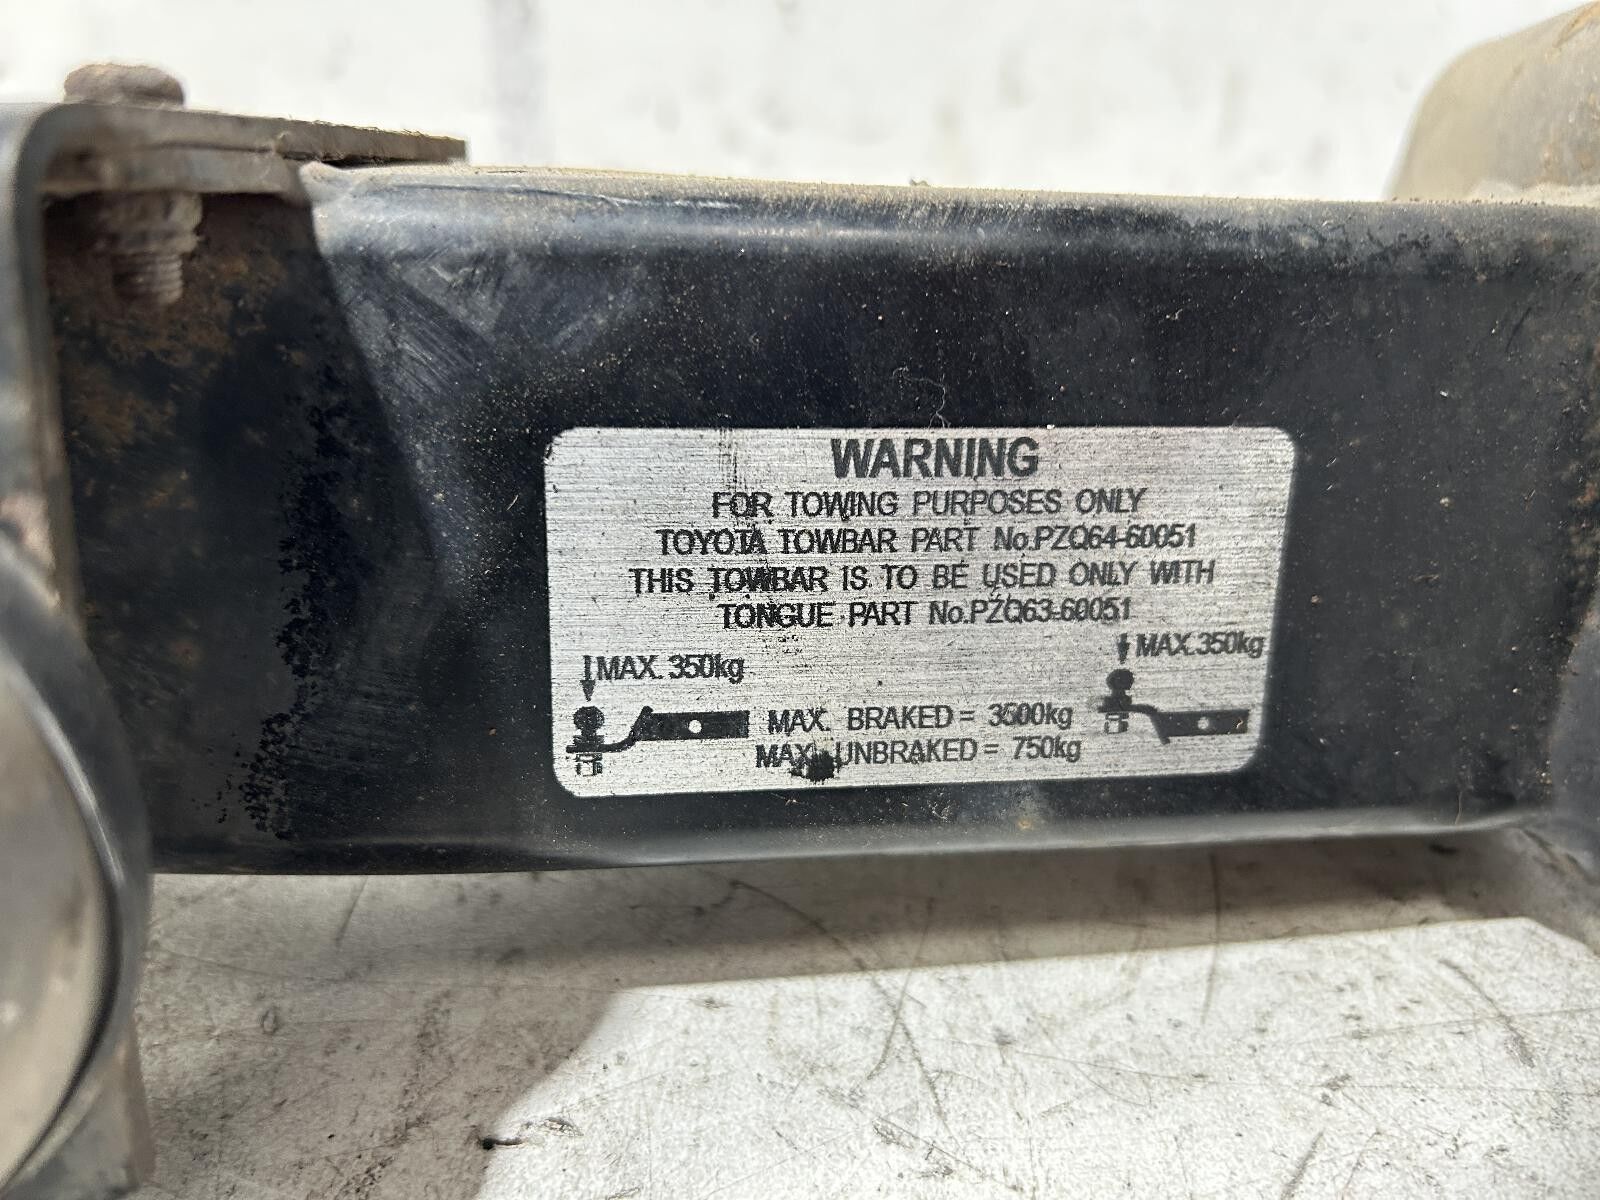 WARNING
FOR TOWING PURPOSES ONLY
TOYOTA TOWBAR PART No.PZQ64-60051
THIS TOWBAR IS TO BE USED ONLY WITH
TONGUE PART No.PZQ63-60051
MAX. 350kg
MAX. 350kg
MAX. BRAKED = 3500kg
MAX. UNBRAKED = 750kg